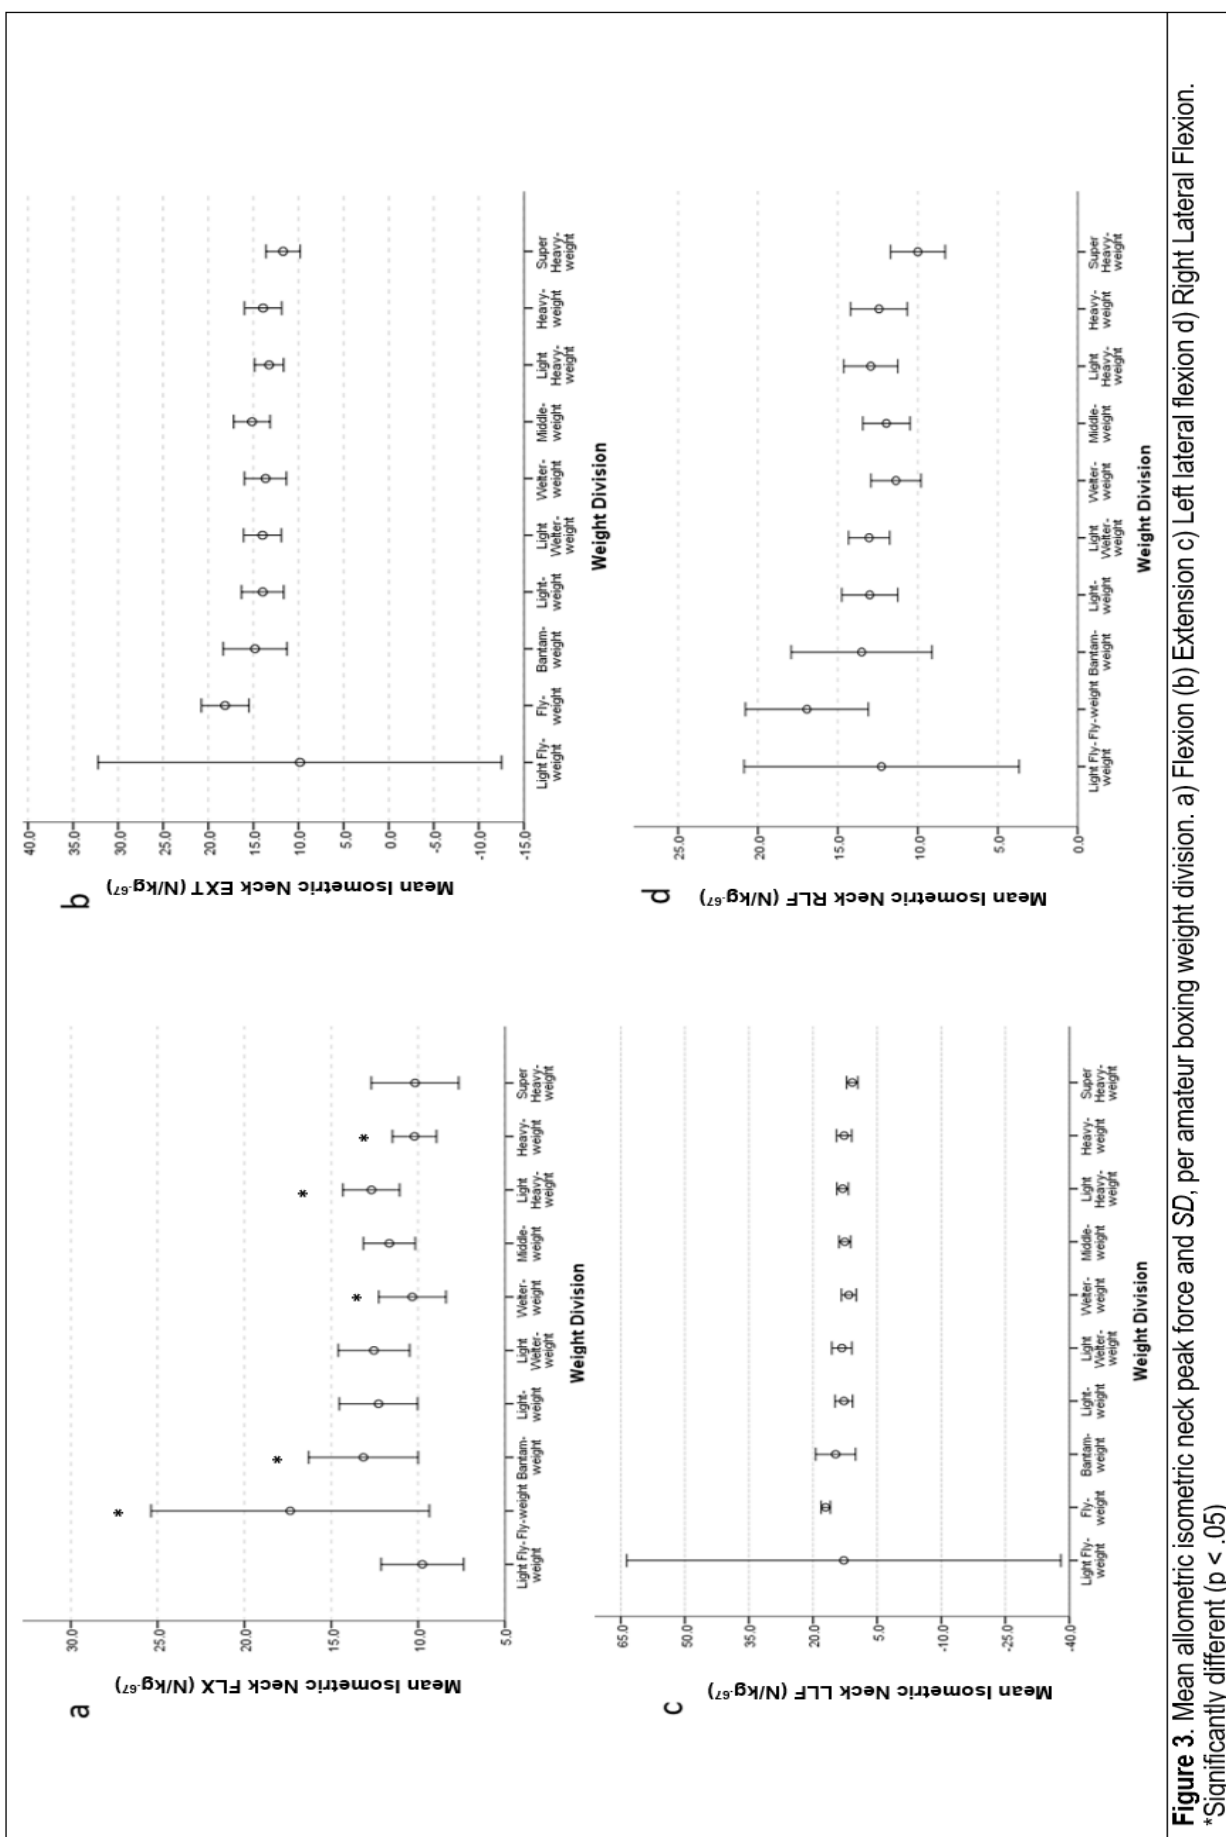 a
Mean Isometric Neck FLX (N/kg.67)
30.0
25.0
20.0
15.0
10.0
5.0
*
*
*
*
*
Light Fly-weight
Fly-weight
Bantam-weight
Light-weight
Light Welter-weight
Welter-weight
Middle-weight
Light Heavy-weight
Heavy-weight
Super Heavy-weight
Weight Division
b
Mean Isometric Neck EXT (N/kg.67)
40.0
35.0
30.0
25.0
20.0
15.0
10.0
5.0
0.0
-5.0
-10.0
-15.0
Light Fly-weight
Fly-weight
Bantam-weight
Light-weight
Light Welter-weight
Welter-weight
Middle-weight
Light Heavy-weight
Heavy-weight
Super Heavy-weight
Weight Division
c
Mean Isometric Neck LLF (N/kg.67)
65.0
50.0
35.0
20.0
5.0
-10.0
-25.0
-40.0
Light Fly-weight
Fly-weight
Bantam-weight
Light-weight
Light Welter-weight
Welter-weight
Middle-weight
Light Heavy-weight
Heavy-weight
Super Heavy-weight
Weight Division
d
Mean Isometric Neck RLF (N/kg.67)
25.0
20.0
15.0
10.0
5.0
0.0
Light Fly-weight
Fly-weight
Bantam-weight
Light-weight
Light Welter-weight
Welter-weight
Middle-weight
Light Heavy-weight
Heavy-weight
Super Heavy-weight
Weight Division
Figure 3. Mean allometric isometric neck peak force and SD, per amateur boxing weight division. a) Flexion (b) Extension c) Left lateral flexion d) Right Lateral Flexion.
*Significantly different (p < .05)